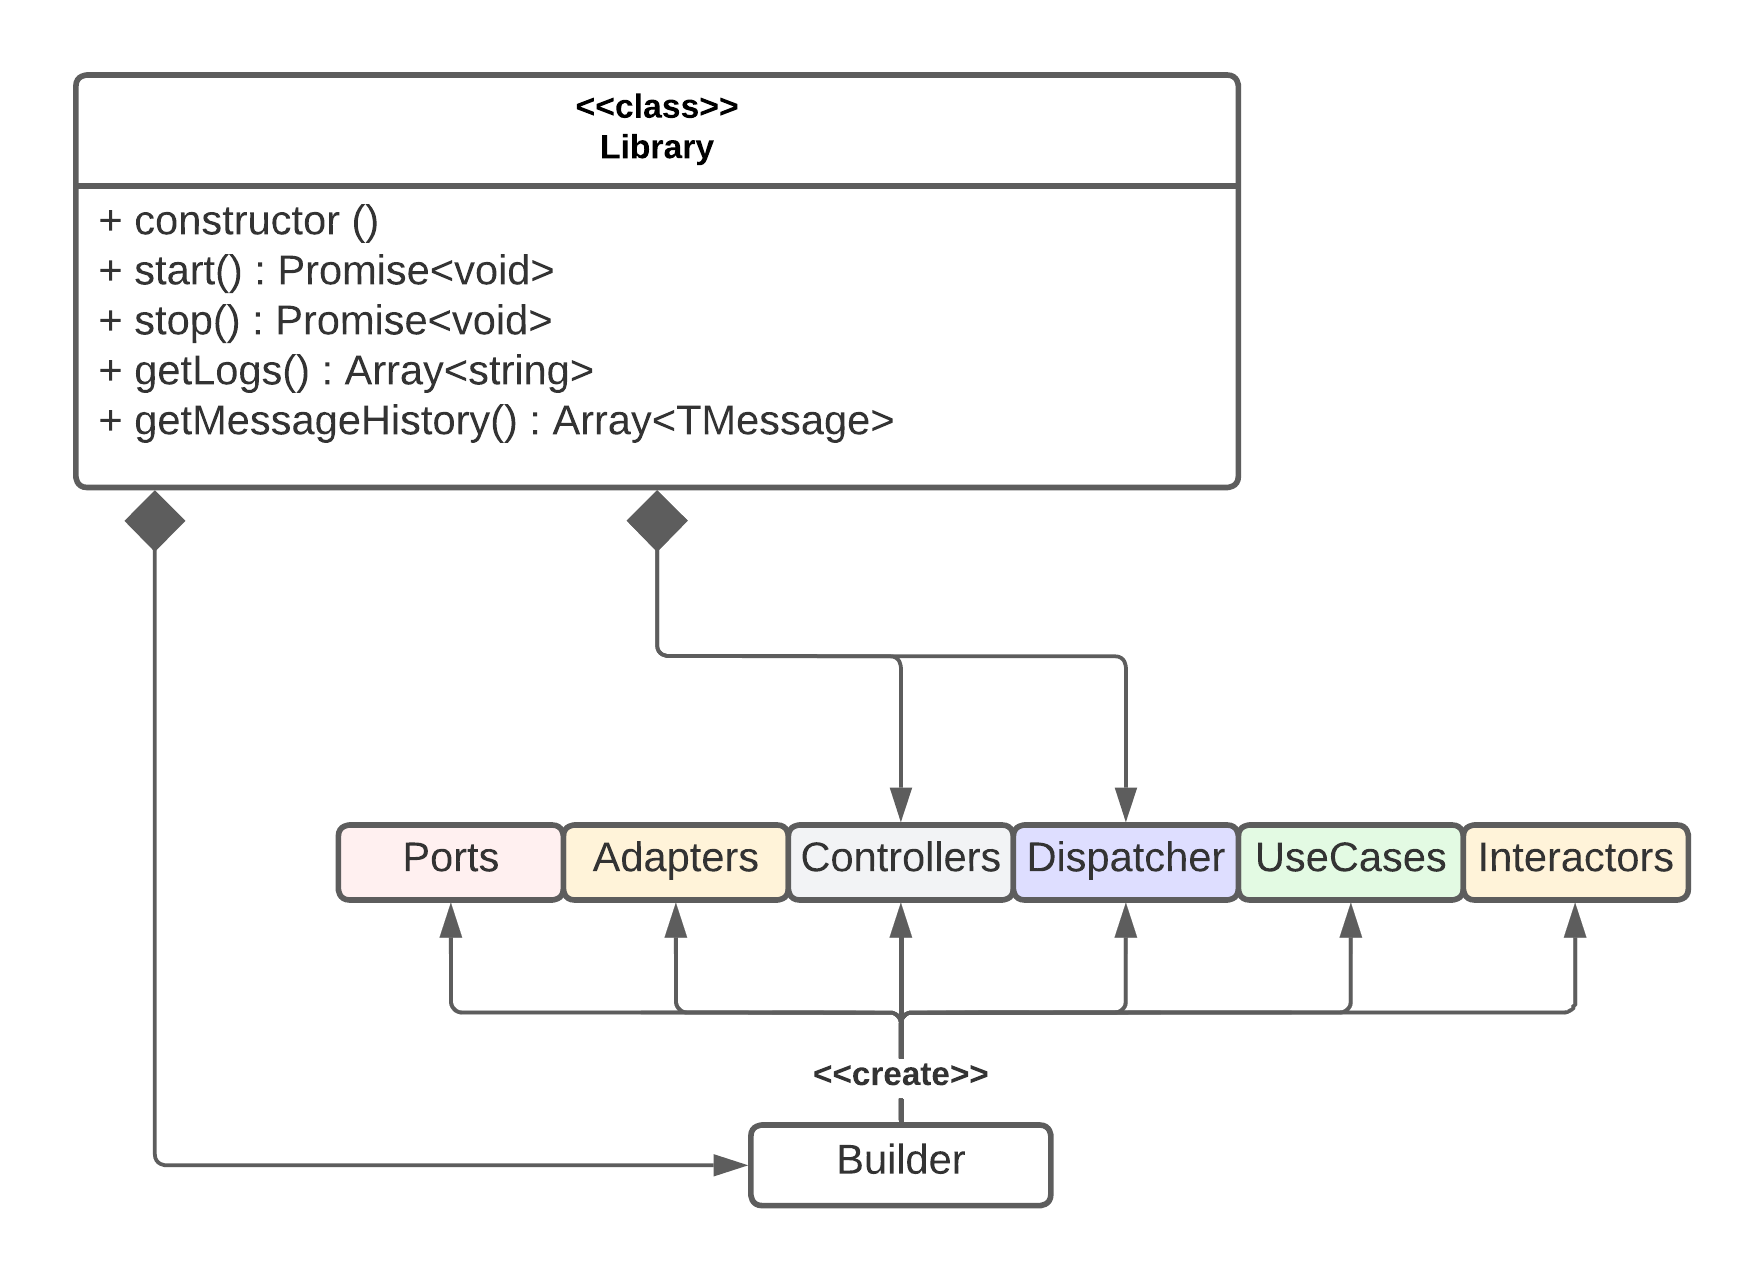 <<class>>
Library
+ constructor ()
+ start() : Promise<void>
+ stop() : Promise<void>
+ getLogs() : Array<string>
+ getMessageHistory() : Array<TMessage>
Ports
Adapters
Controllers
Dispatcher
UseCases
Interactors
<<create>>
Builder